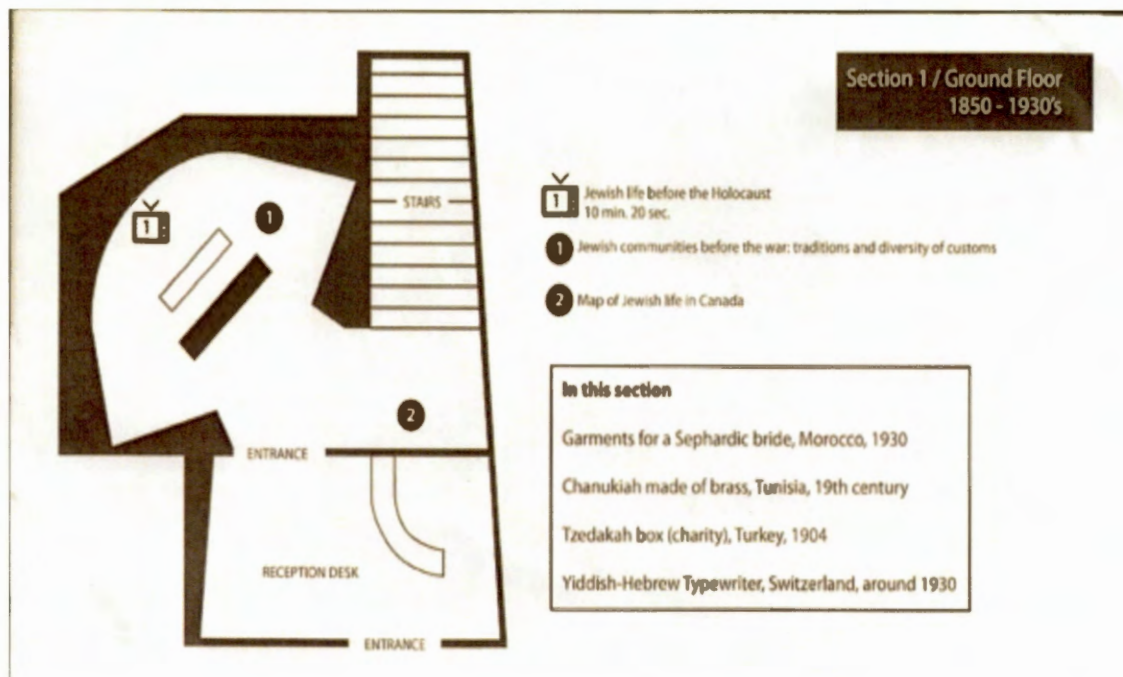 Section 1 / Ground Floor
1850 - 1930's
STAIRS
1
1
2
ENTRANCE
RECEPTION DESK
ENTRANCE
1
Jewish life before the Holocaust
10 min. 20 sec.
1 Jewish communities before the war: traditions and diversity of customs
2 Map of Jewish life in Canada
In this section
Garments for a Sephardic bride, Morocco, 1930
Chanukiah made of brass, Tunisia, 19th century
Tzedakah box (charity), Turkey, 1904
Yiddish-Hebrew Typewriter, Switzerland, around 1930